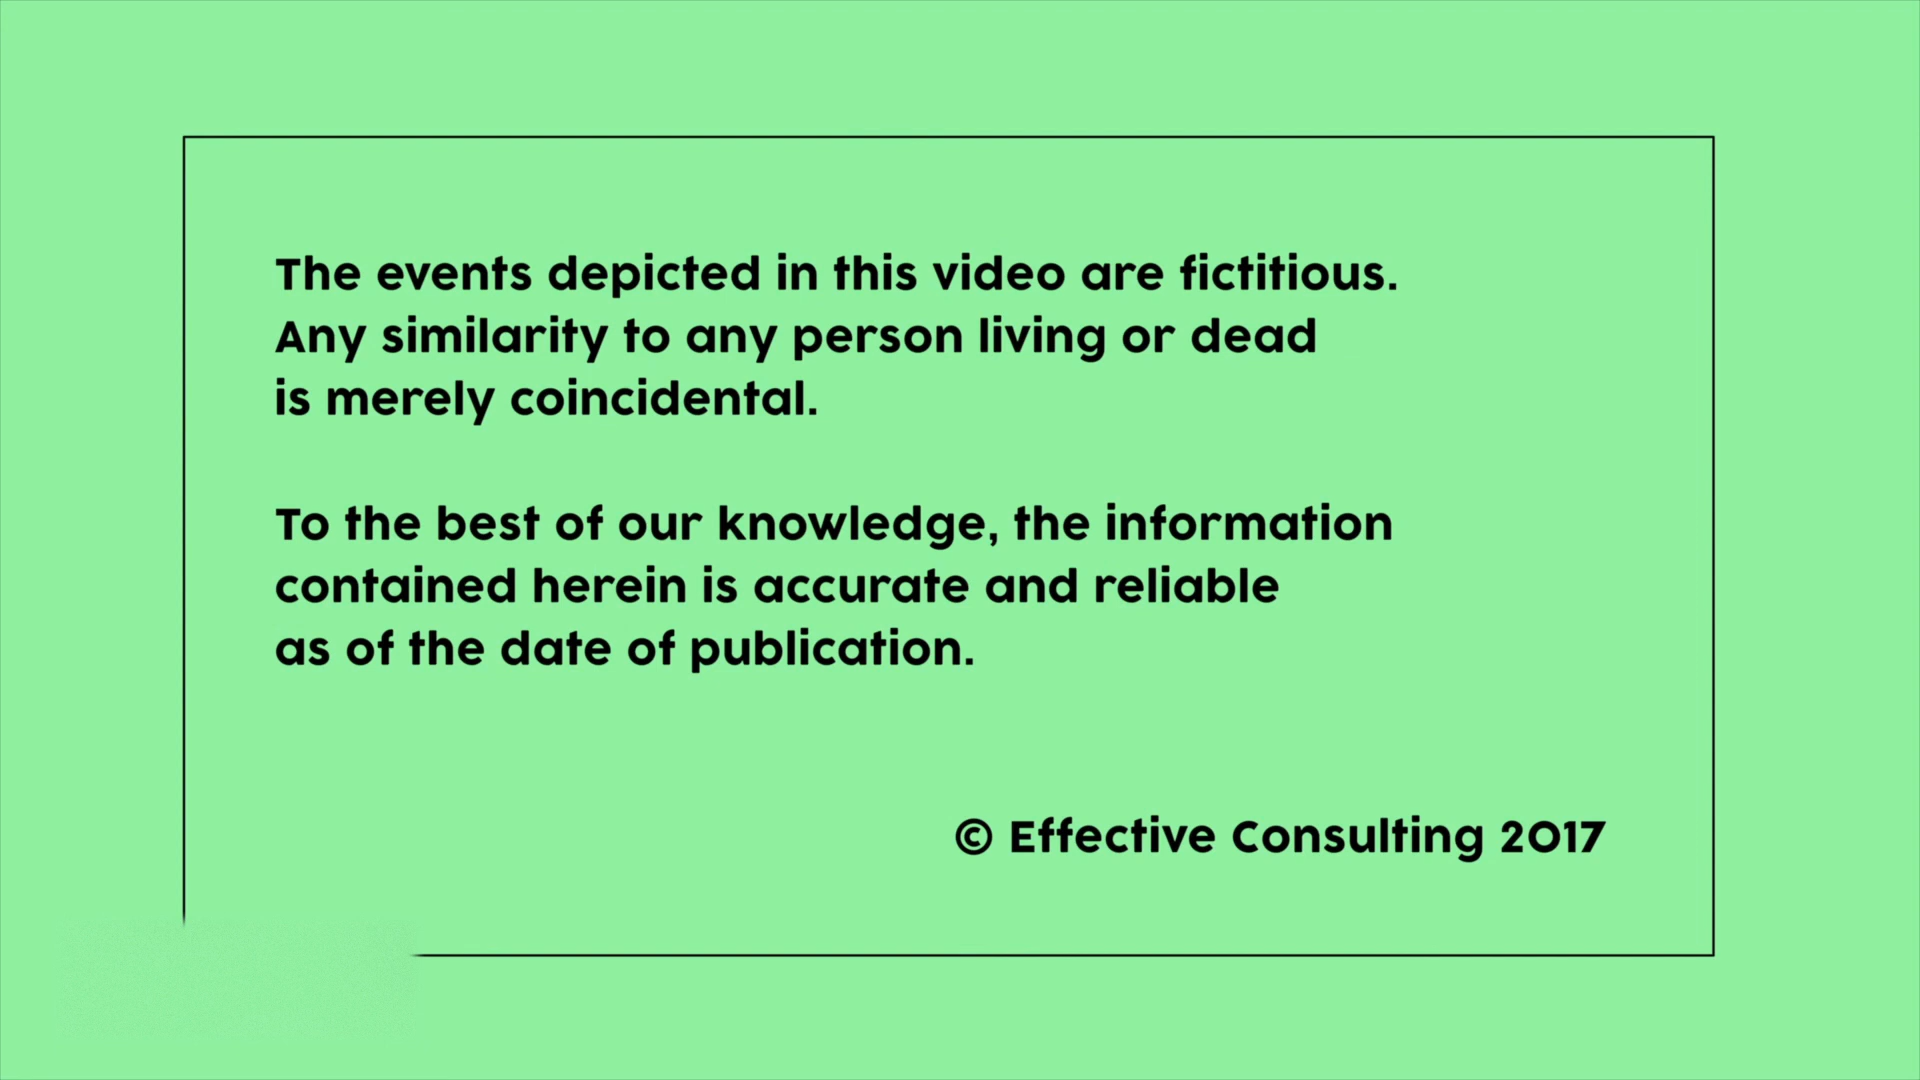 The events depicted in this video are fictitious.
Any similarity to any person living or dead
is merely coincidental.
To the best of our knowledge, the information
contained herein is accurate and reliable
as of the date of publication.
© Effective Consulting 2017